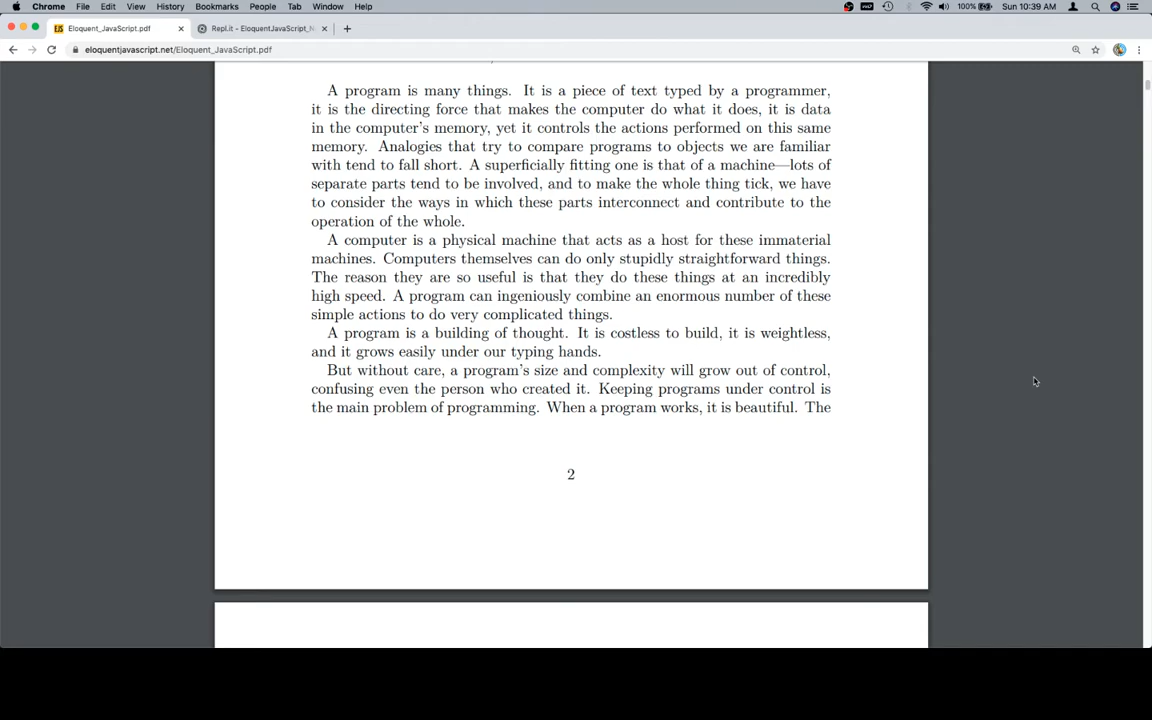 Chrome File Edit View History Bookmarks People Tab Window Help 100% Sun 10:39 AM
Eloquent_JavaScript.pdf Repl.it - EloquentJavaScript_N
eloquentjavascript.net/Eloquent_JavaScript.pdf
A program is many things. It is a piece of text typed by a programmer,
it is the directing force that makes the computer do what it does, it is data
in the computer's memory, yet it controls the actions performed on this same
memory. Analogies that try to compare programs to objects we are familiar
with tend to fall short. A superficially fitting one is that of a machine—lots of
separate parts tend to be involved, and to make the whole thing tick, we have
to consider the ways in which these parts interconnect and contribute to the
operation of the whole.
A computer is a physical machine that acts as a host for these immaterial
machines. Computers themselves can do only stupidly straightforward things.
The reason they are so useful is that they do these things at an incredibly
high speed. A program can ingeniously combine an enormous number of these
simple actions to do very complicated things.
A program is a building of thought. It is costless to build, it is weightless,
and it grows easily under our typing hands.
But without care, a program's size and complexity will grow out of control,
confusing even the person who created it. Keeping programs under control is
the main problem of programming. When a program works, it is beautiful. The
2